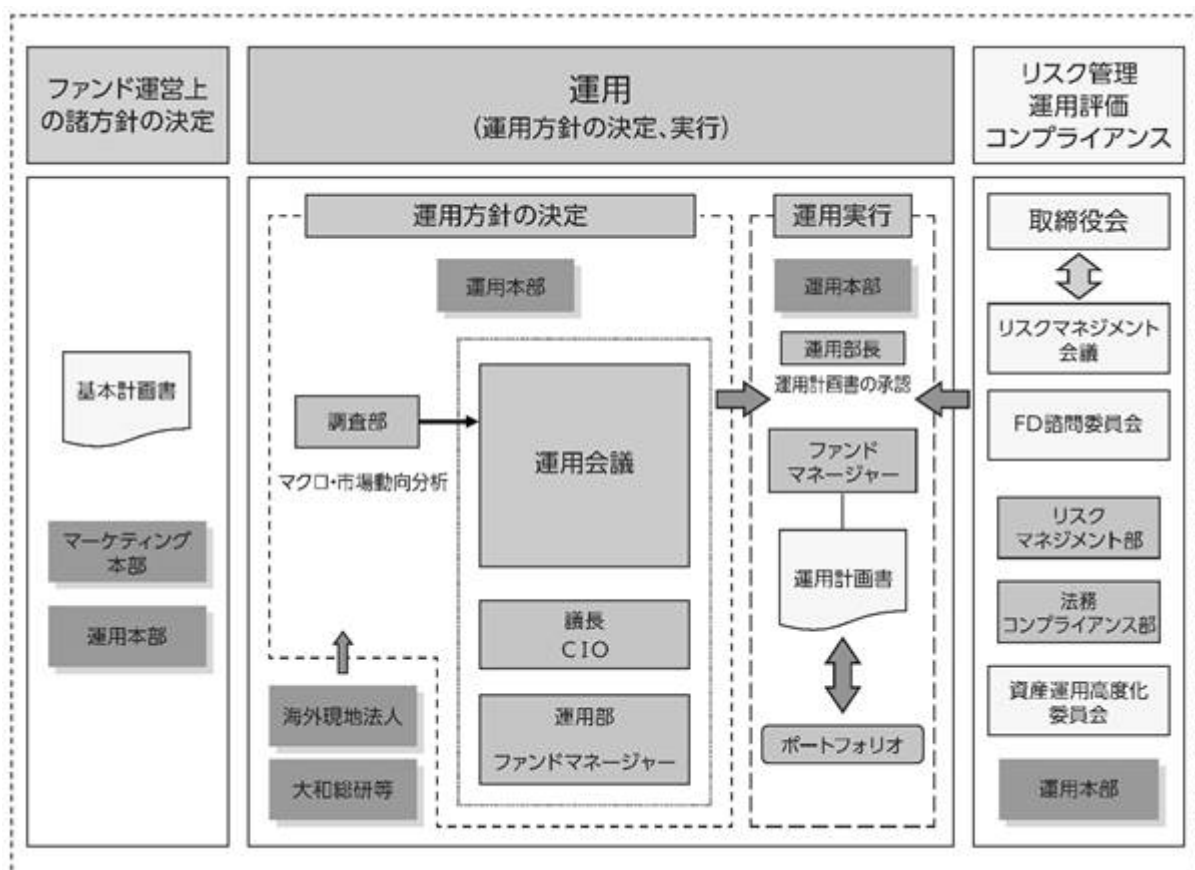 ファンド運営上
の諸方針の決定
基本計画書
マーケティング
本部
運用本部
運用
(運用方針の決定、実行)
運用方針の決定
運用本部
調査部
マクロ・市場動向分析
運用会議
議長
CIO
運用部
ファンドマネージャー
海外現地法人
大和総研等
運用実行
運用本部
運用部長
運用計画書の承認
ファンド
マネージャー
運用計画書
ポートフォリオ
リスク管理
運用評価
コンプライアンス
取締役会
リスクマネジメント
会議
FD諮問委員会
リスク
マネジメント部
法務
コンプライアンス部
資産運用高度化
委員会
運用本部